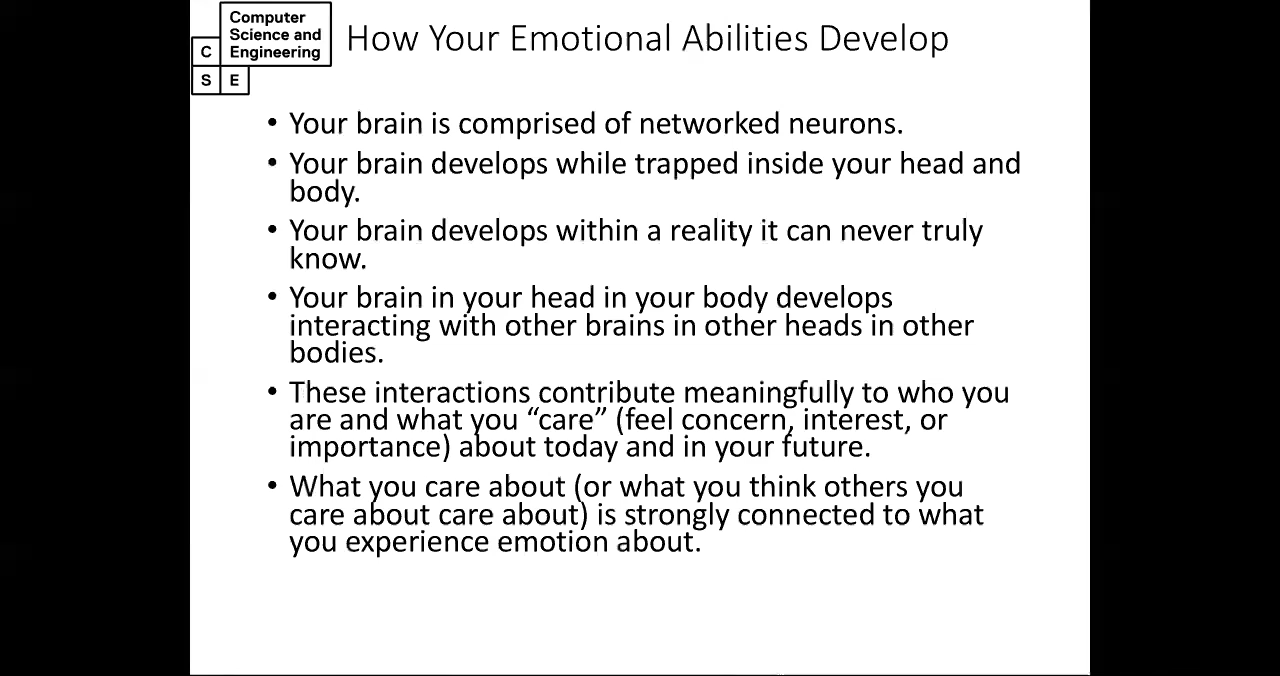 Computer
Science and
Engineering
C
S E
How Your Emotional Abilities Develop
• Your brain is comprised of networked neurons.
• Your brain develops while trapped inside your head and
body.
• Your brain develops within a reality it can never truly
know.
• Your brain in your head in your body develops
interacting with other brains in other heads in other
bodies.
• These interactions contribute meaningfully to who you
are and what you “care” (feel concern, interest, or
importance) about today and in your future.
• What you care about (or what you think others you
care about care about) is strongly connected to what
you experience emotion about.